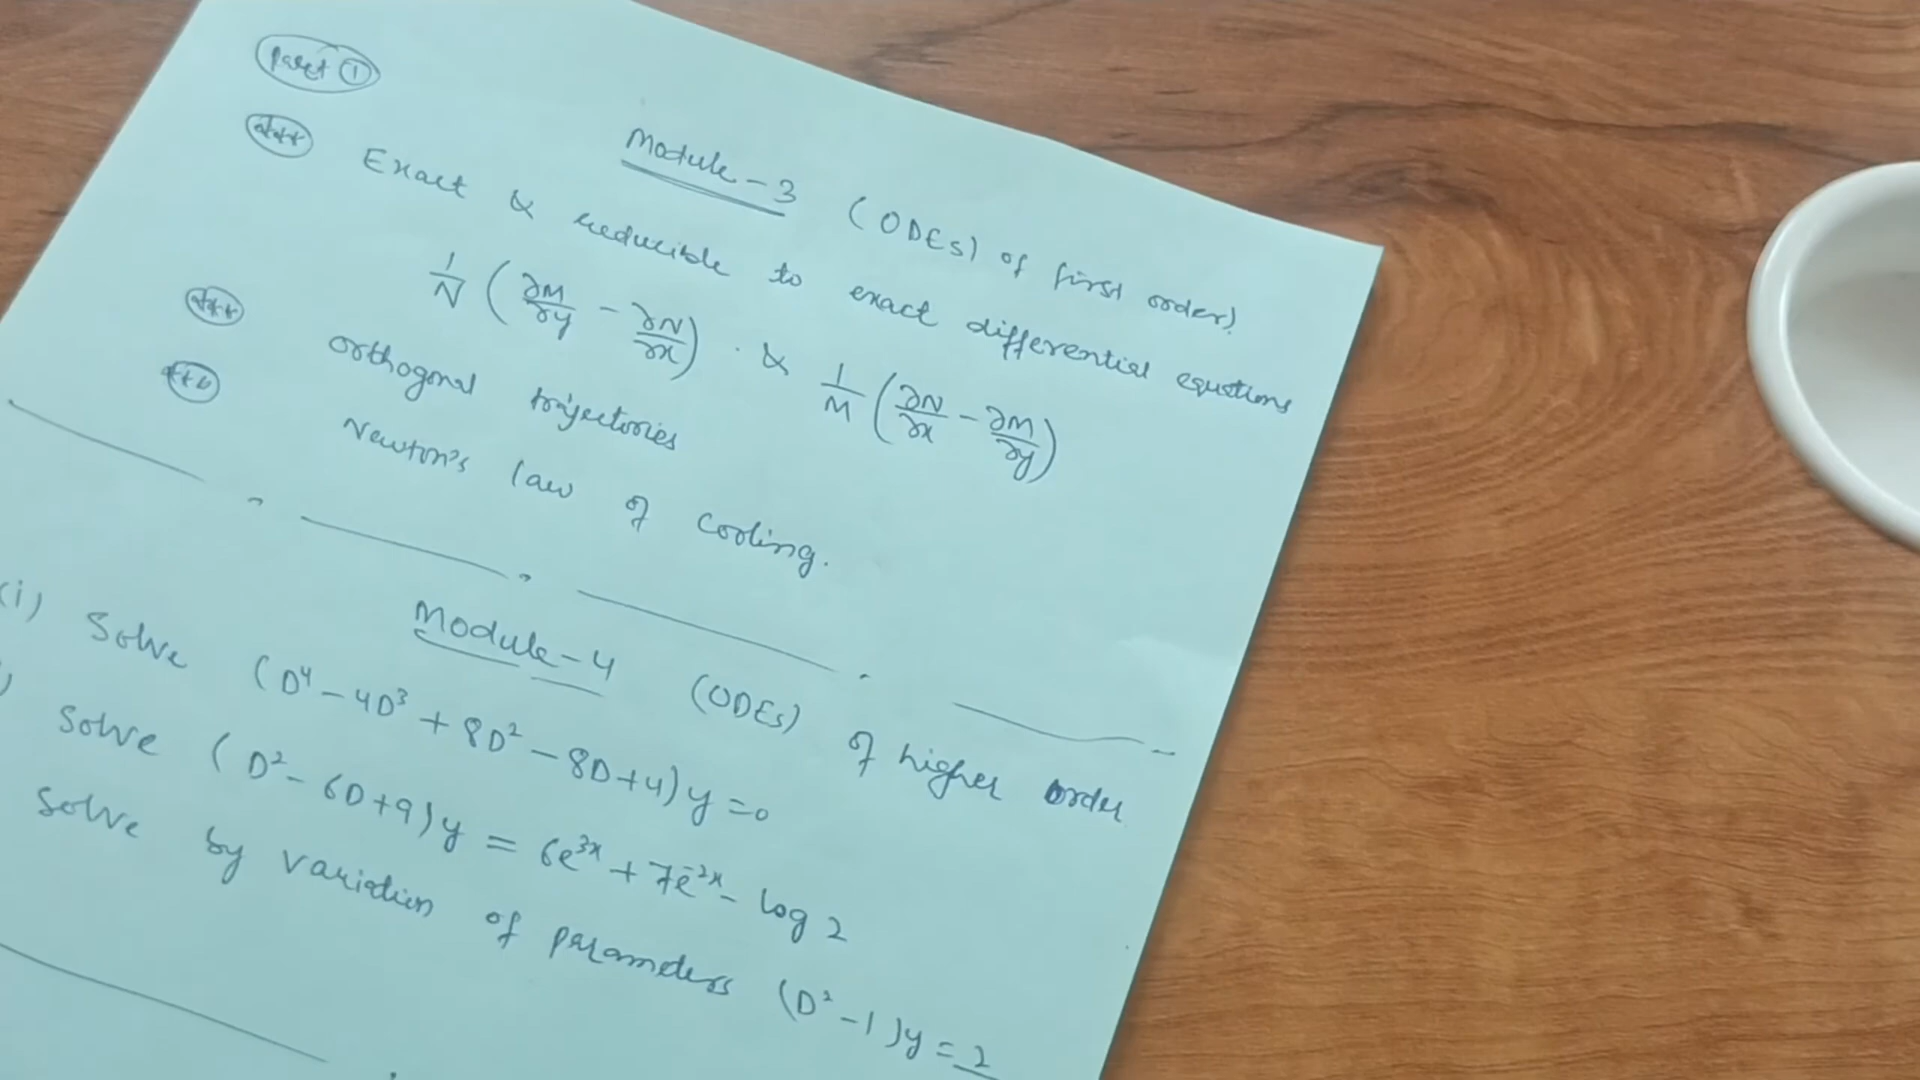 Part ①
*** Module-3 (ODEs) of first order).
Exact & reducible to exact differential equations
1/N (∂M/∂y − ∂N/∂x) . & 1/M (∂N/∂x − ∂M/∂y)
*** orthogonal trajectories
*** Newton's law of cooling.
Module-4 (ODEs) of higher order
(i) Solve (D⁴ − 4D³ + 8D² − 8D + 4) y = 0
) Solve (D² − 6D + 9) y = 6e³ˣ + 7e⁻²ˣ − log 2
Solve by variation of parameters (D² − 1) y = 2